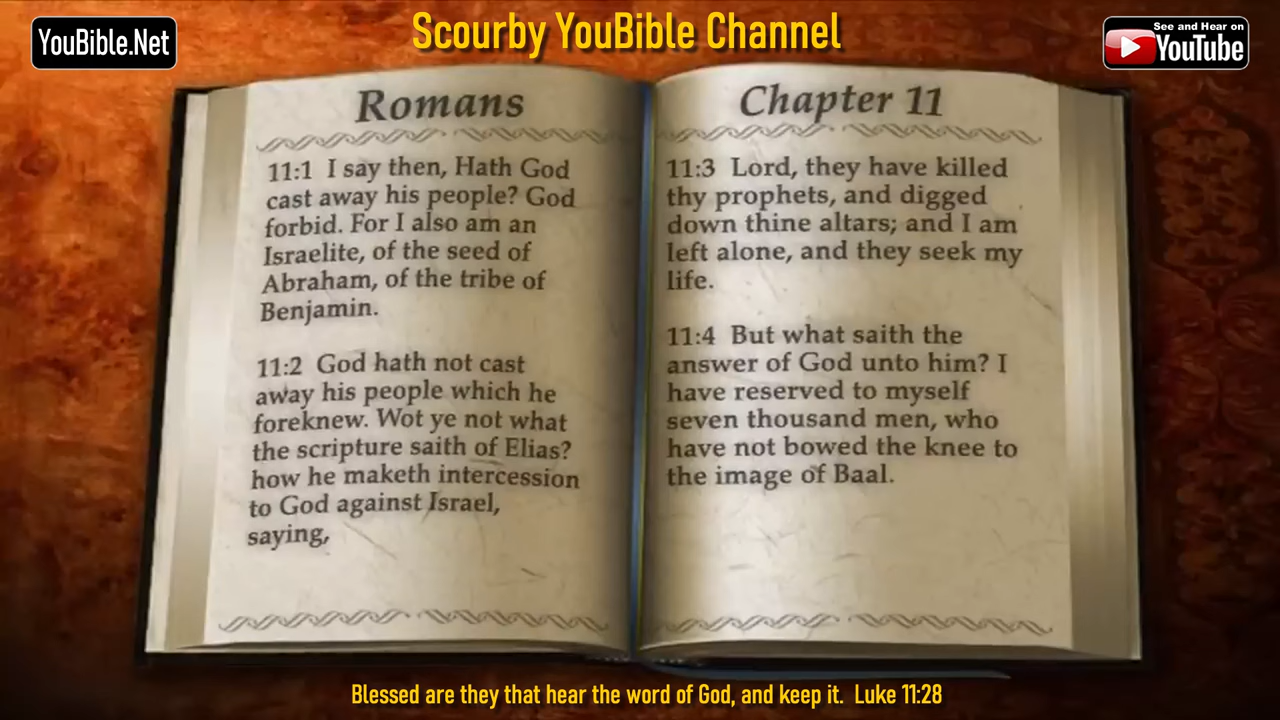 YouBible.Net
Scourby YouBible Channel
See and Hear on
YouTube
Romans
11:1 I say then, Hath God
cast away his people? God
forbid. For I also am an
Israelite, of the seed of
Abraham, of the tribe of
Benjamin.
11:2 God hath not cast
away his people which he
foreknew. Wot ye not what
the scripture saith of Elias?
how he maketh intercession
to God against Israel,
saying,
Chapter 11
11:3 Lord, they have killed
thy prophets, and digged
down thine altars; and I am
left alone, and they seek my
life.
11:4 But what saith the
answer of God unto him? I
have reserved to myself
seven thousand men, who
have not bowed the knee to
the image of Baal.
Blessed are they that hear the word of God, and keep it. Luke 11:28